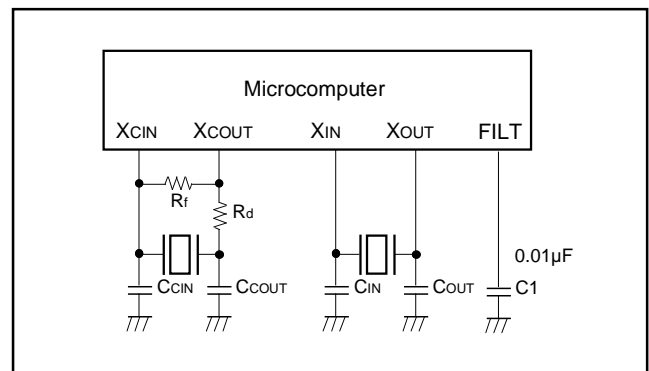 Microcomputer
XCIN XCOUT XIN XOUT FILT
Rf
Rd
0.01µF
CCIN CCOUT CIN COUT C1